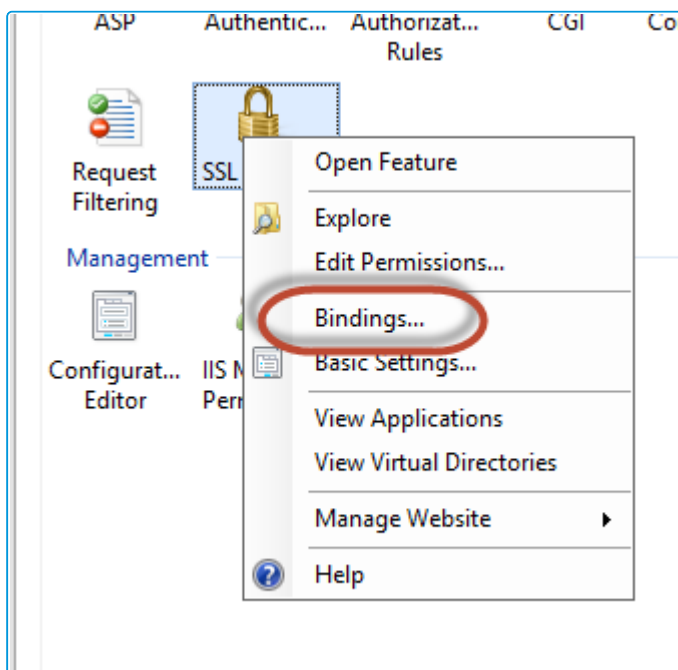 ASP Authentic... Authorizat... CGI Co
Rules
Request SSL
Filtering
Management
Configurat... IIS M
Editor Per
Open Feature
Explore
Edit Permissions...
Bindings...
Basic Settings...
View Applications
View Virtual Directories
Manage Website
Help